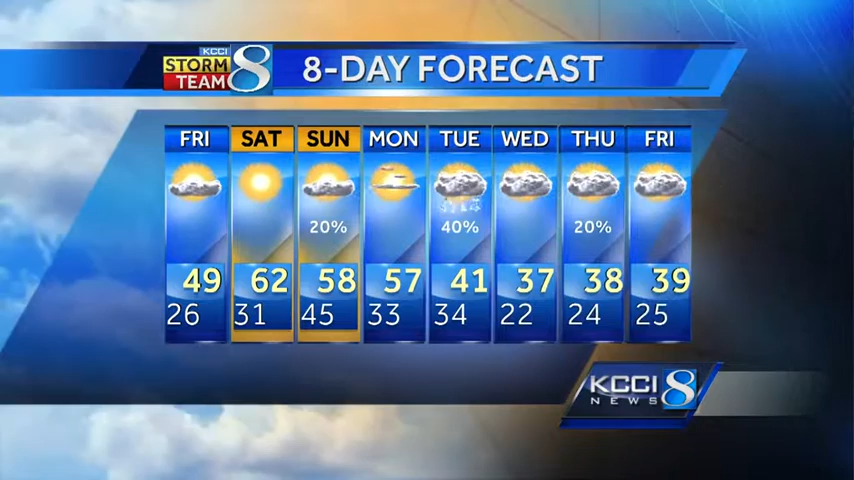 KCCI
STORM
TEAM 8
8-DAY FORECAST
FRI SAT SUN MON TUE WED THU FRI
20% 40% 20%
49 62 58 57 41 37 38 39
26 31 45 33 34 22 24 25
KCCI 8
NEWS